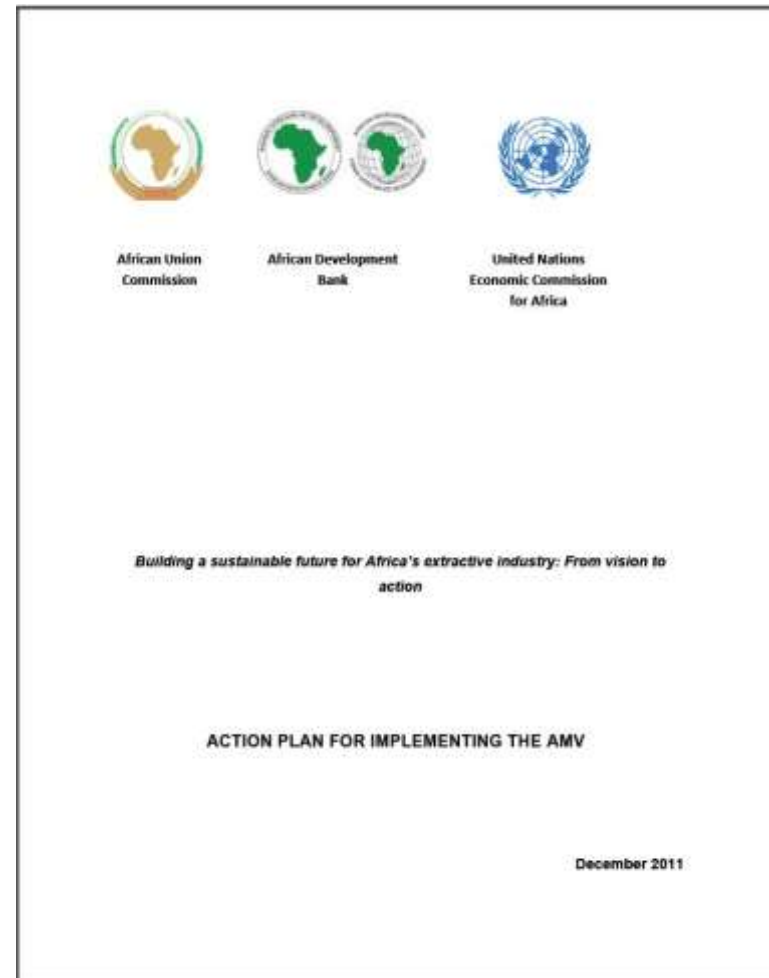 African Union
Commission
African Development
Bank
United Nations
Economic Commission
for Africa
Building a sustainable future for Africa's extractive industry: From vision to
action
ACTION PLAN FOR IMPLEMENTING THE AMV
December 2011